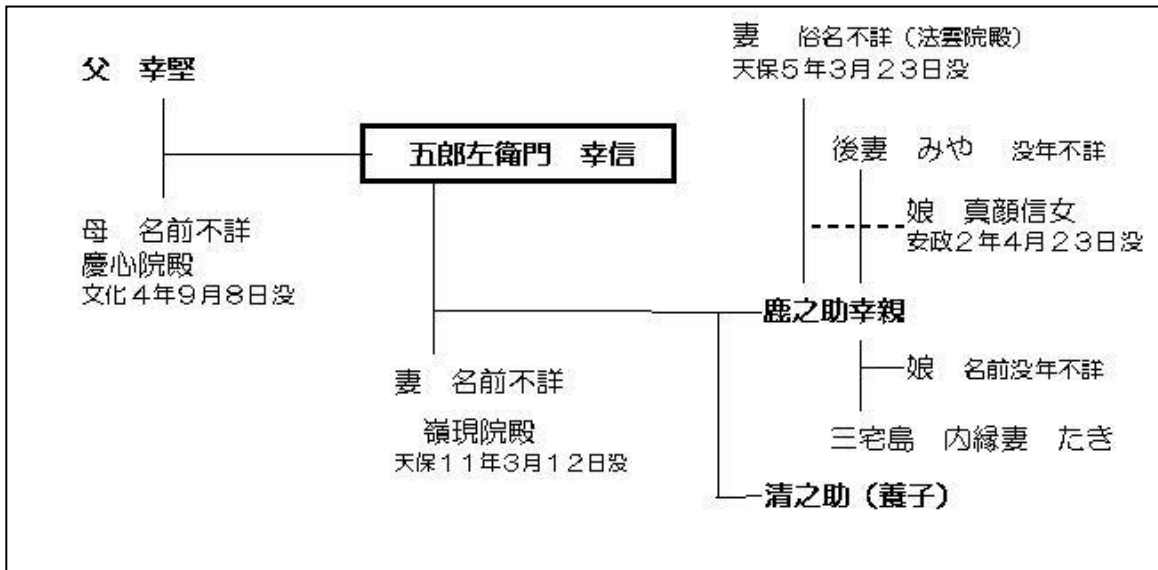 父　幸堅
母　名前不詳
慶心院殿
文化４年９月８日没
五郎左衛門　幸信
妻　名前不詳
嶺現院殿
天保１１年３月１２日没
妻　俗名不詳（法雲院殿）
天保５年３月２３日没
後妻　みや　没年不詳
娘　真顔信女
安政２年４月２３日没
鹿之助幸親
娘　名前没年不詳
三宅島　内縁妻　たき
清之助（養子）